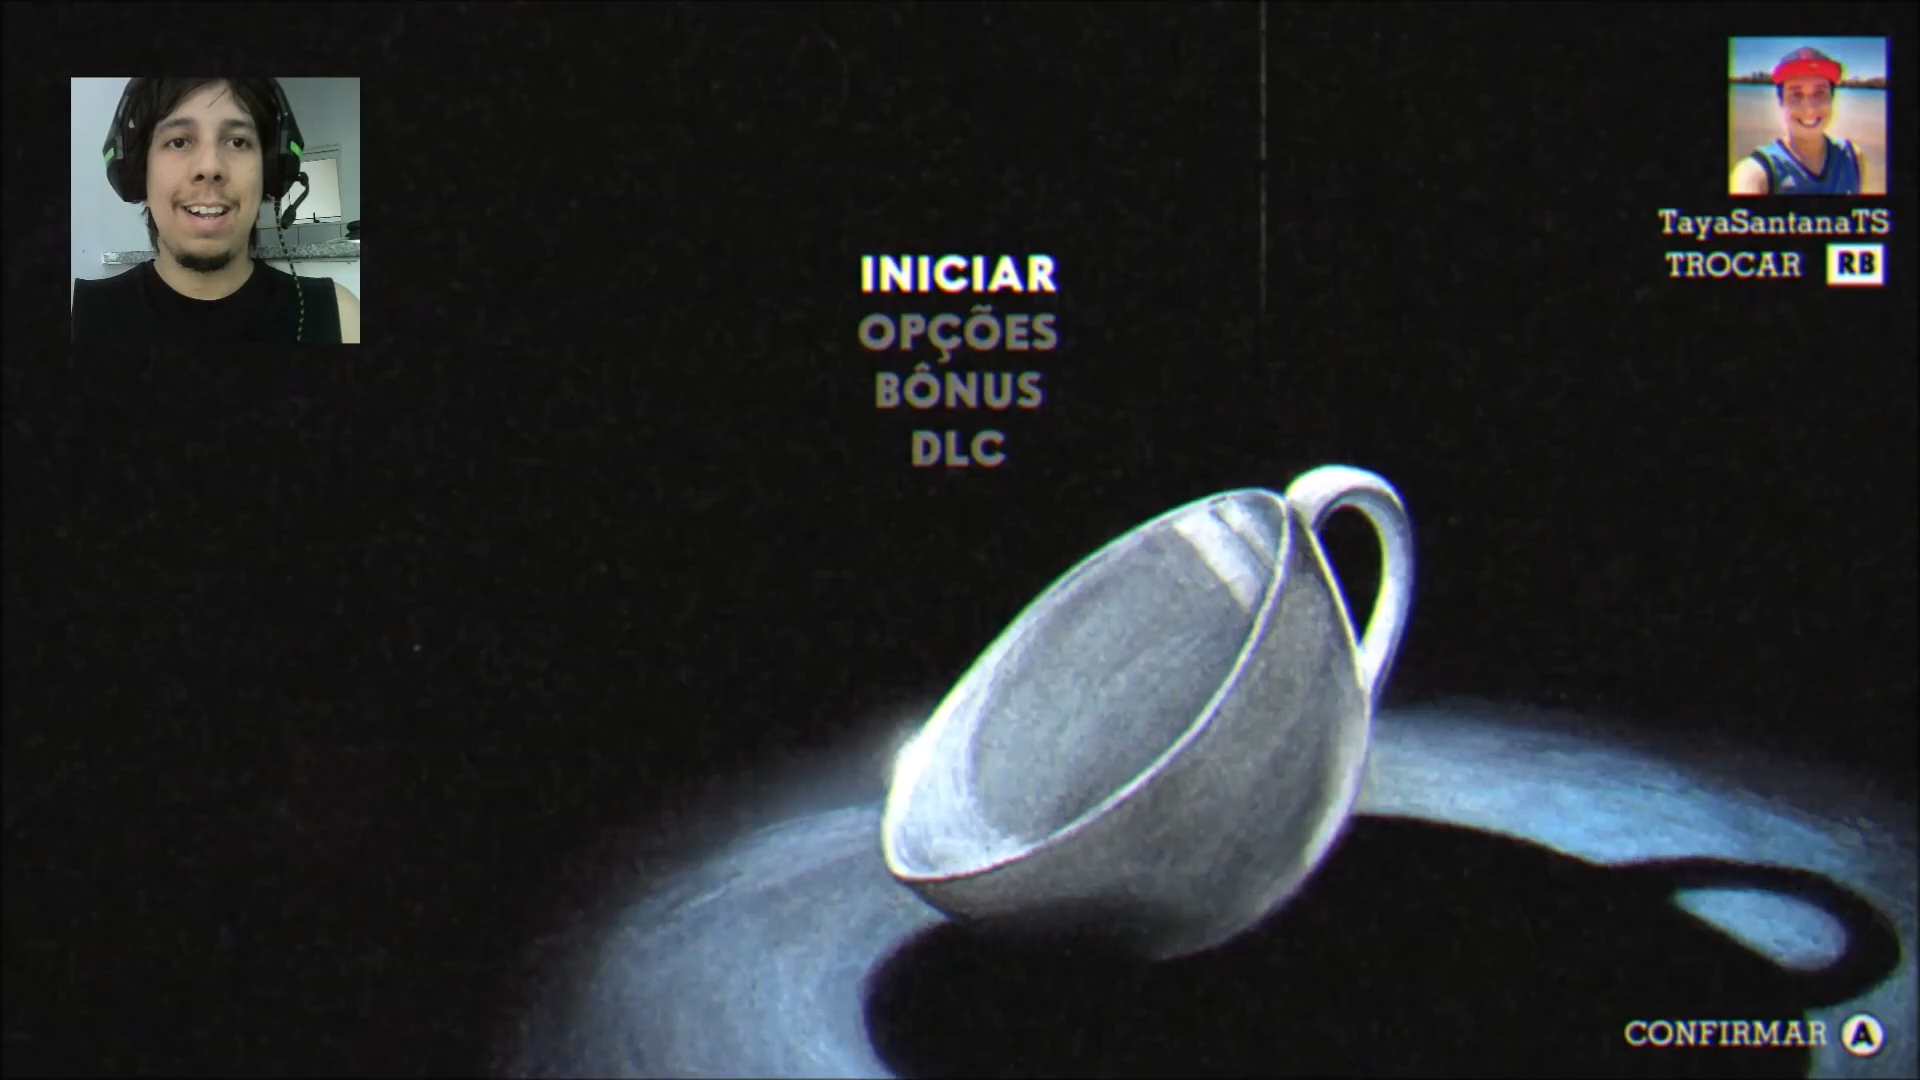 INICIAR
OPÇÕES
BÔNUS
DLC
TayaSantanaTS
TROCAR RB
CONFIRMAR A